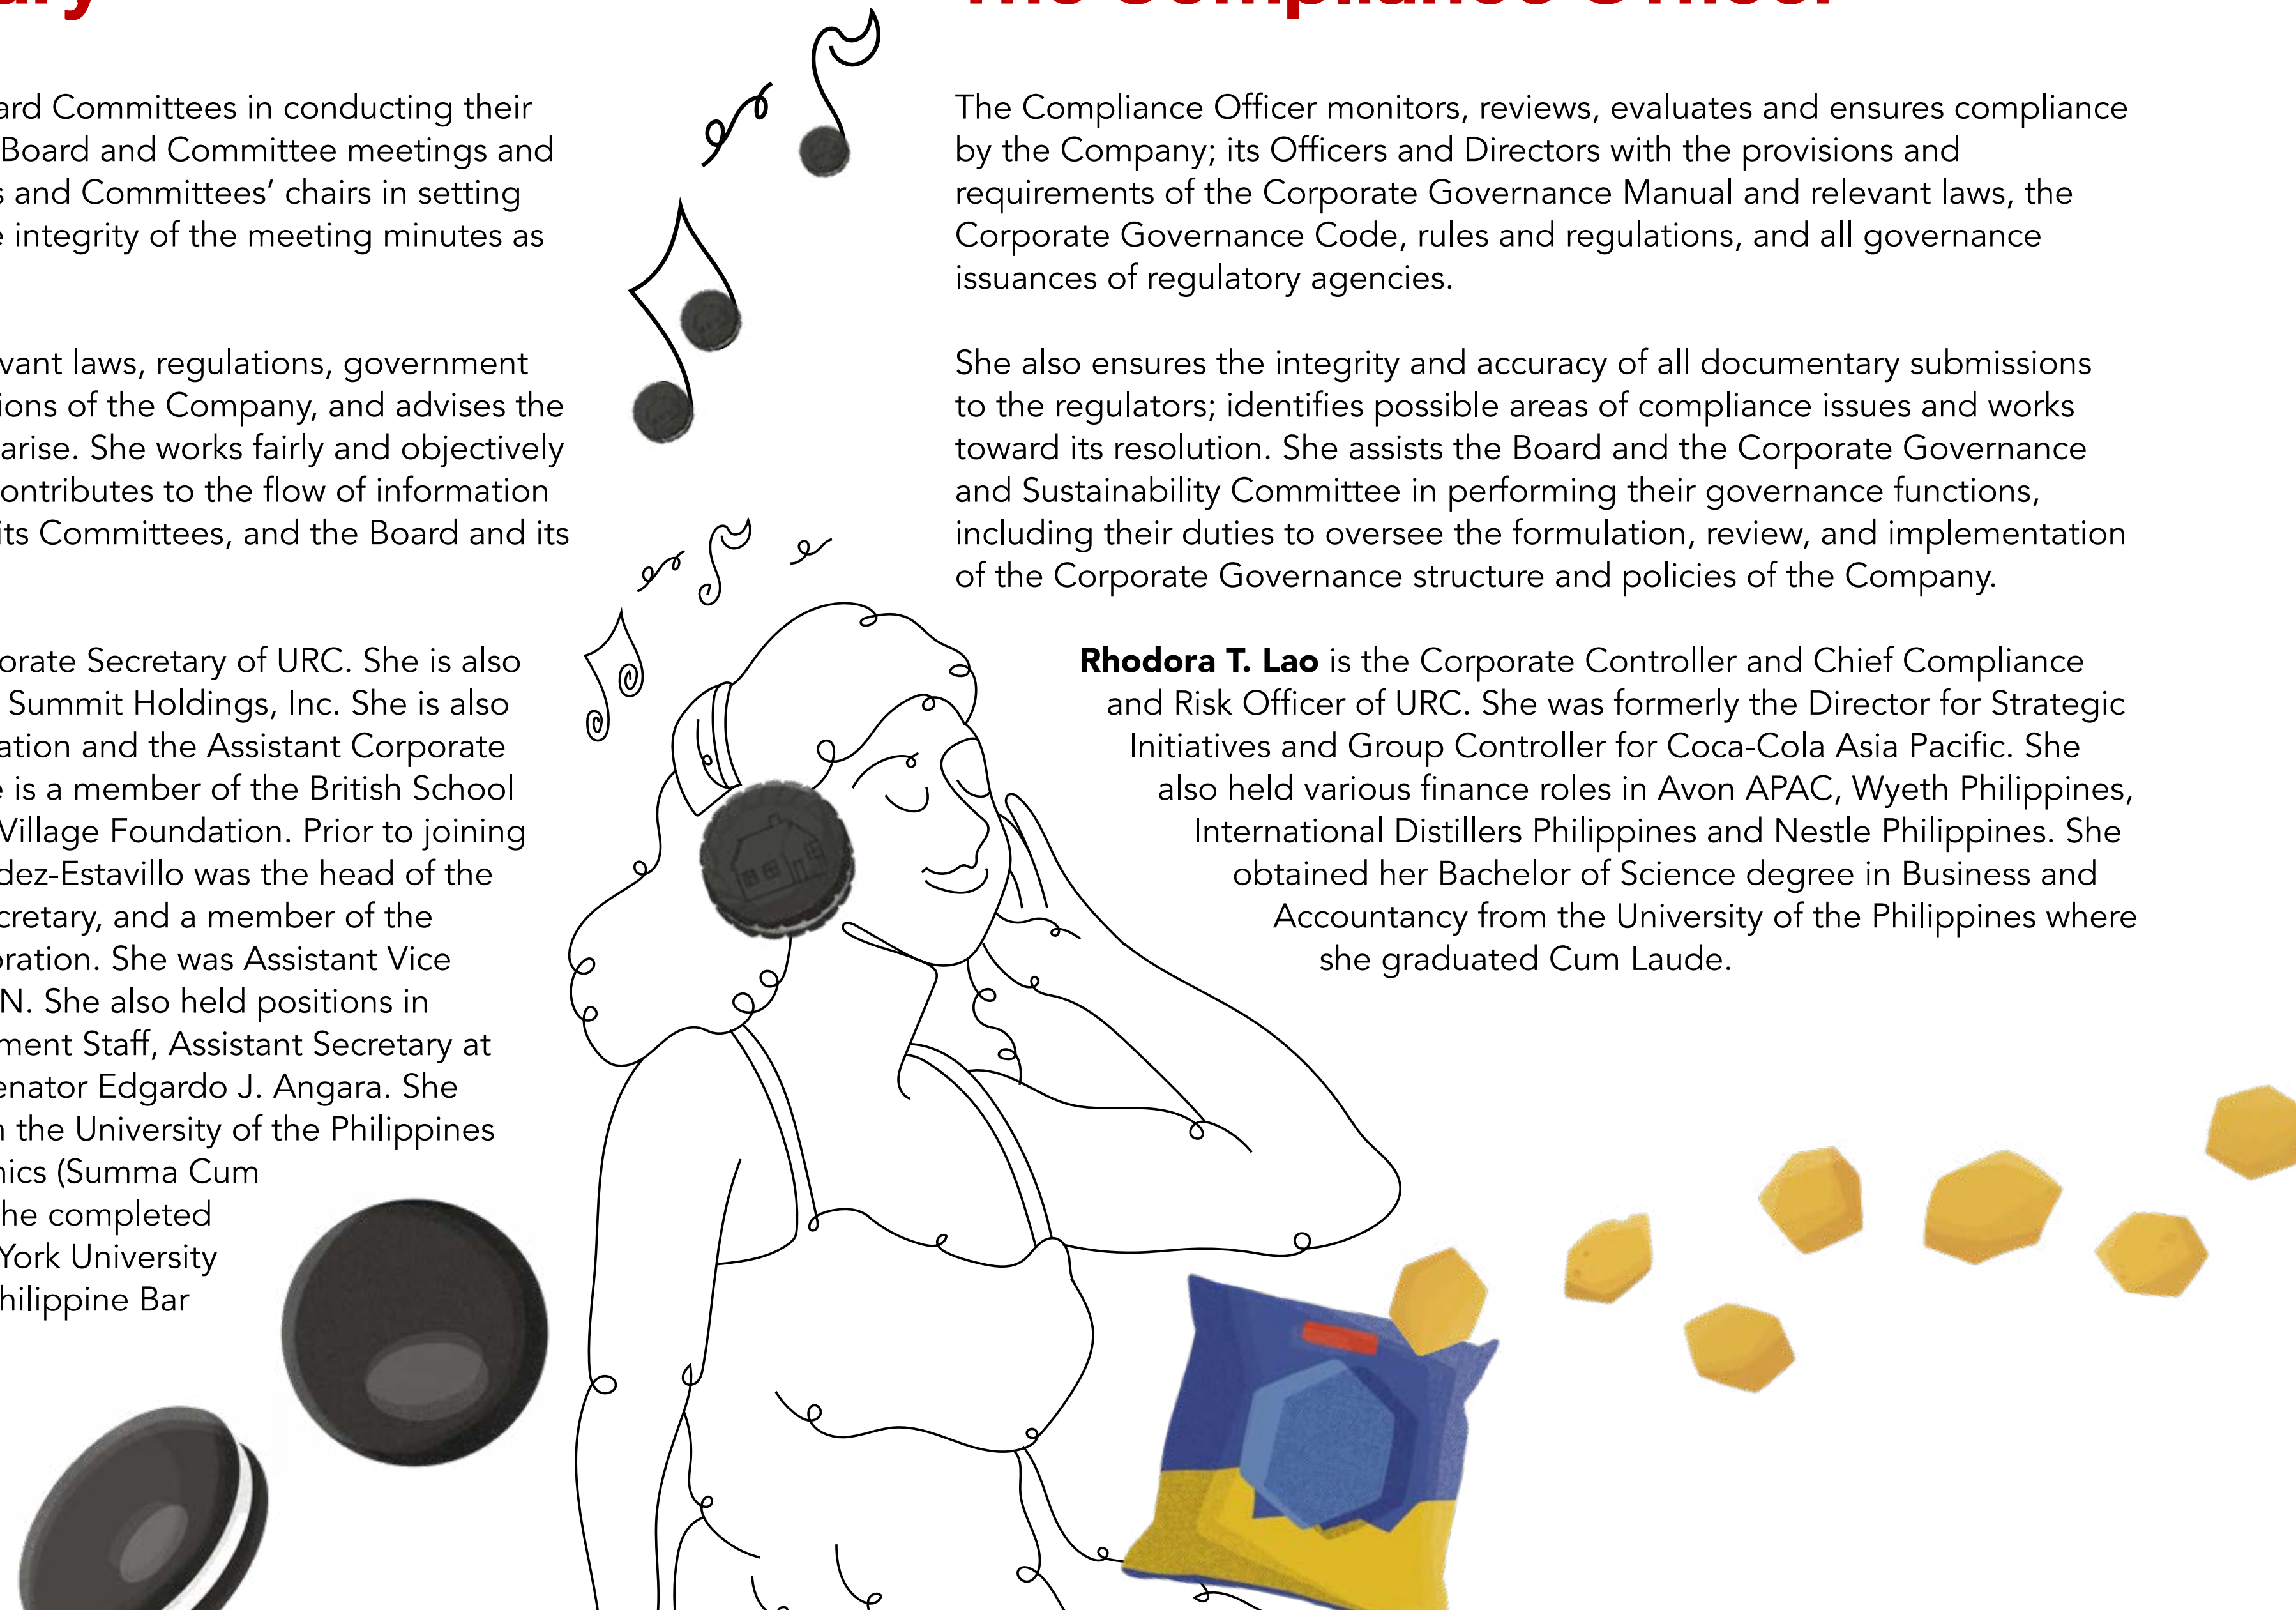 The Compliance Officer
ard Committees in conducting their
Board and Committee meetings and
s and Committees’ chairs in setting
e integrity of the meeting minutes as
vant laws, regulations, government
ions of the Company, and advises the
arise. She works fairly and objectively
ontributes to the flow of information
its Committees, and the Board and its
orate Secretary of URC. She is also
Summit Holdings, Inc. She is also
ation and the Assistant Corporate
e is a member of the British School
Village Foundation. Prior to joining
dez-Estavillo was the head of the
cretary, and a member of the
oration. She was Assistant Vice
N. She also held positions in
ment Staff, Assistant Secretary at
enator Edgardo J. Angara. She
n the University of the Philippines
nics (Summa Cum
he completed
York University
hilippine Bar
The Compliance Officer monitors, reviews, evaluates and ensures compliance
by the Company; its Officers and Directors with the provisions and
requirements of the Corporate Governance Manual and relevant laws, the
Corporate Governance Code, rules and regulations, and all governance
issuances of regulatory agencies.
She also ensures the integrity and accuracy of all documentary submissions
to the regulators; identifies possible areas of compliance issues and works
toward its resolution. She assists the Board and the Corporate Governance
and Sustainability Committee in performing their governance functions,
including their duties to oversee the formulation, review, and implementation
of the Corporate Governance structure and policies of the Company.
Rhodora T. Lao is the Corporate Controller and Chief Compliance
and Risk Officer of URC. She was formerly the Director for Strategic
Initiatives and Group Controller for Coca-Cola Asia Pacific. She
also held various finance roles in Avon APAC, Wyeth Philippines,
International Distillers Philippines and Nestle Philippines. She
obtained her Bachelor of Science degree in Business and
Accountancy from the University of the Philippines where
she graduated Cum Laude.